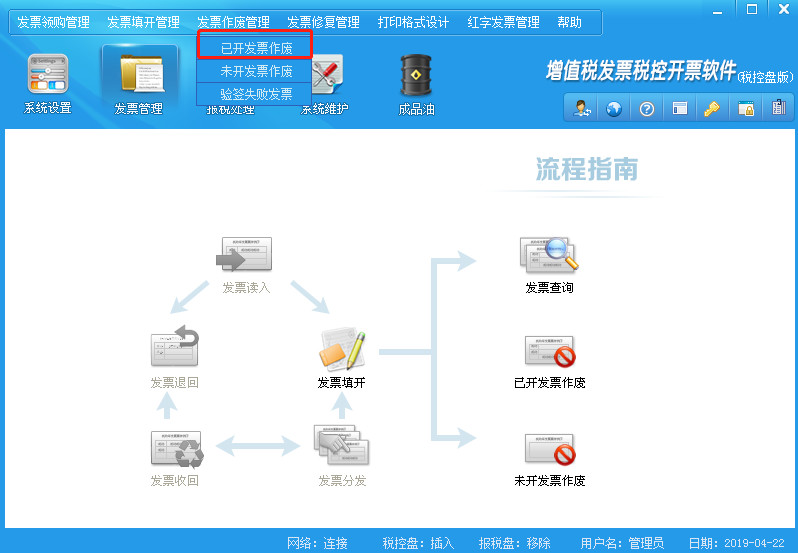 发票领购管理 发票填开管理 发票作废管理 发票修复管理 打印格式设计 红字发票管理 帮助
已开发票作废
未开发票作废
验签失败发票
系统设置 发票管理 报税处理 系统维护 成品油
增值税发票税控开票软件(税控盘版)
流程指南
发票读入
发票查询
发票退回
发票填开
已开发票作废
发票收回
发票分发
未开发票作废
网络：连接 税控盘：插入 报税盘：移除 用户名：管理员 日期：2019-04-22